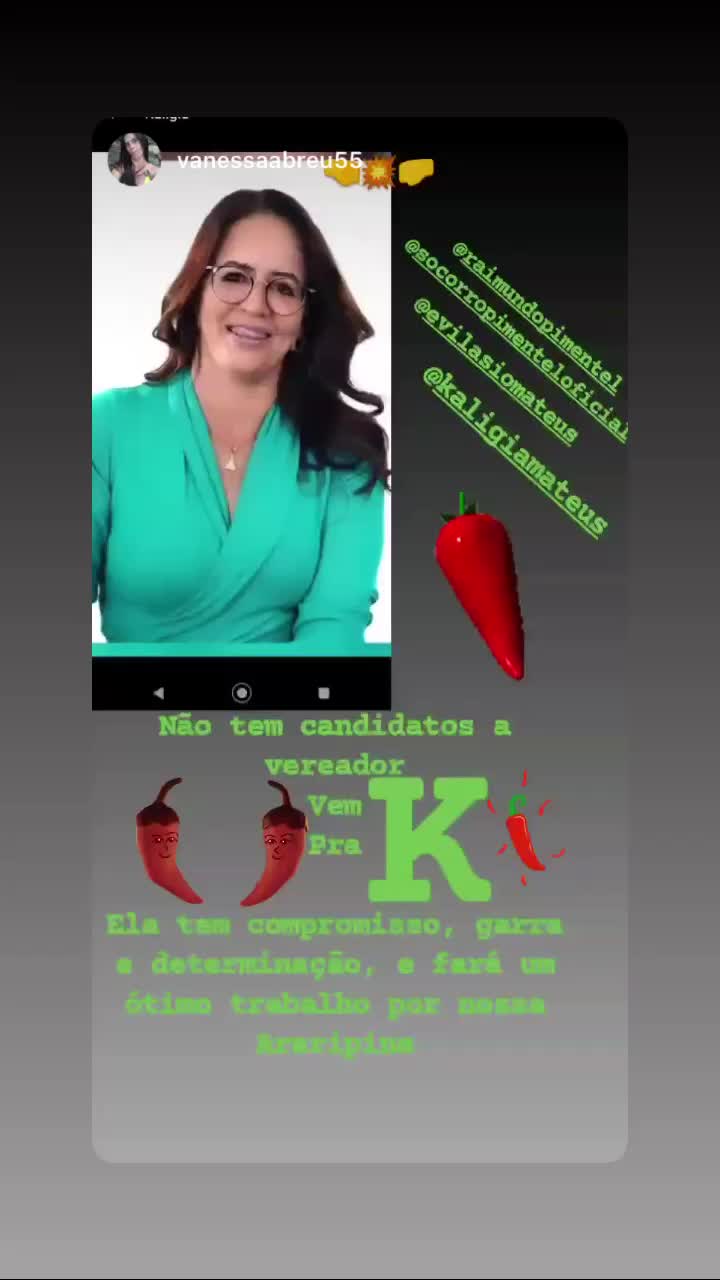 vanessaabreu55
@raimundopimentel
@socorropimenteloficial
@evilasiomateus
@kaligiamateus
Não tem candidatos a
vereador
Vem
Pra
K
Ela tem compromisso, garra
e determinação, e fará um
ótimo trabalho por nossa
Araripina